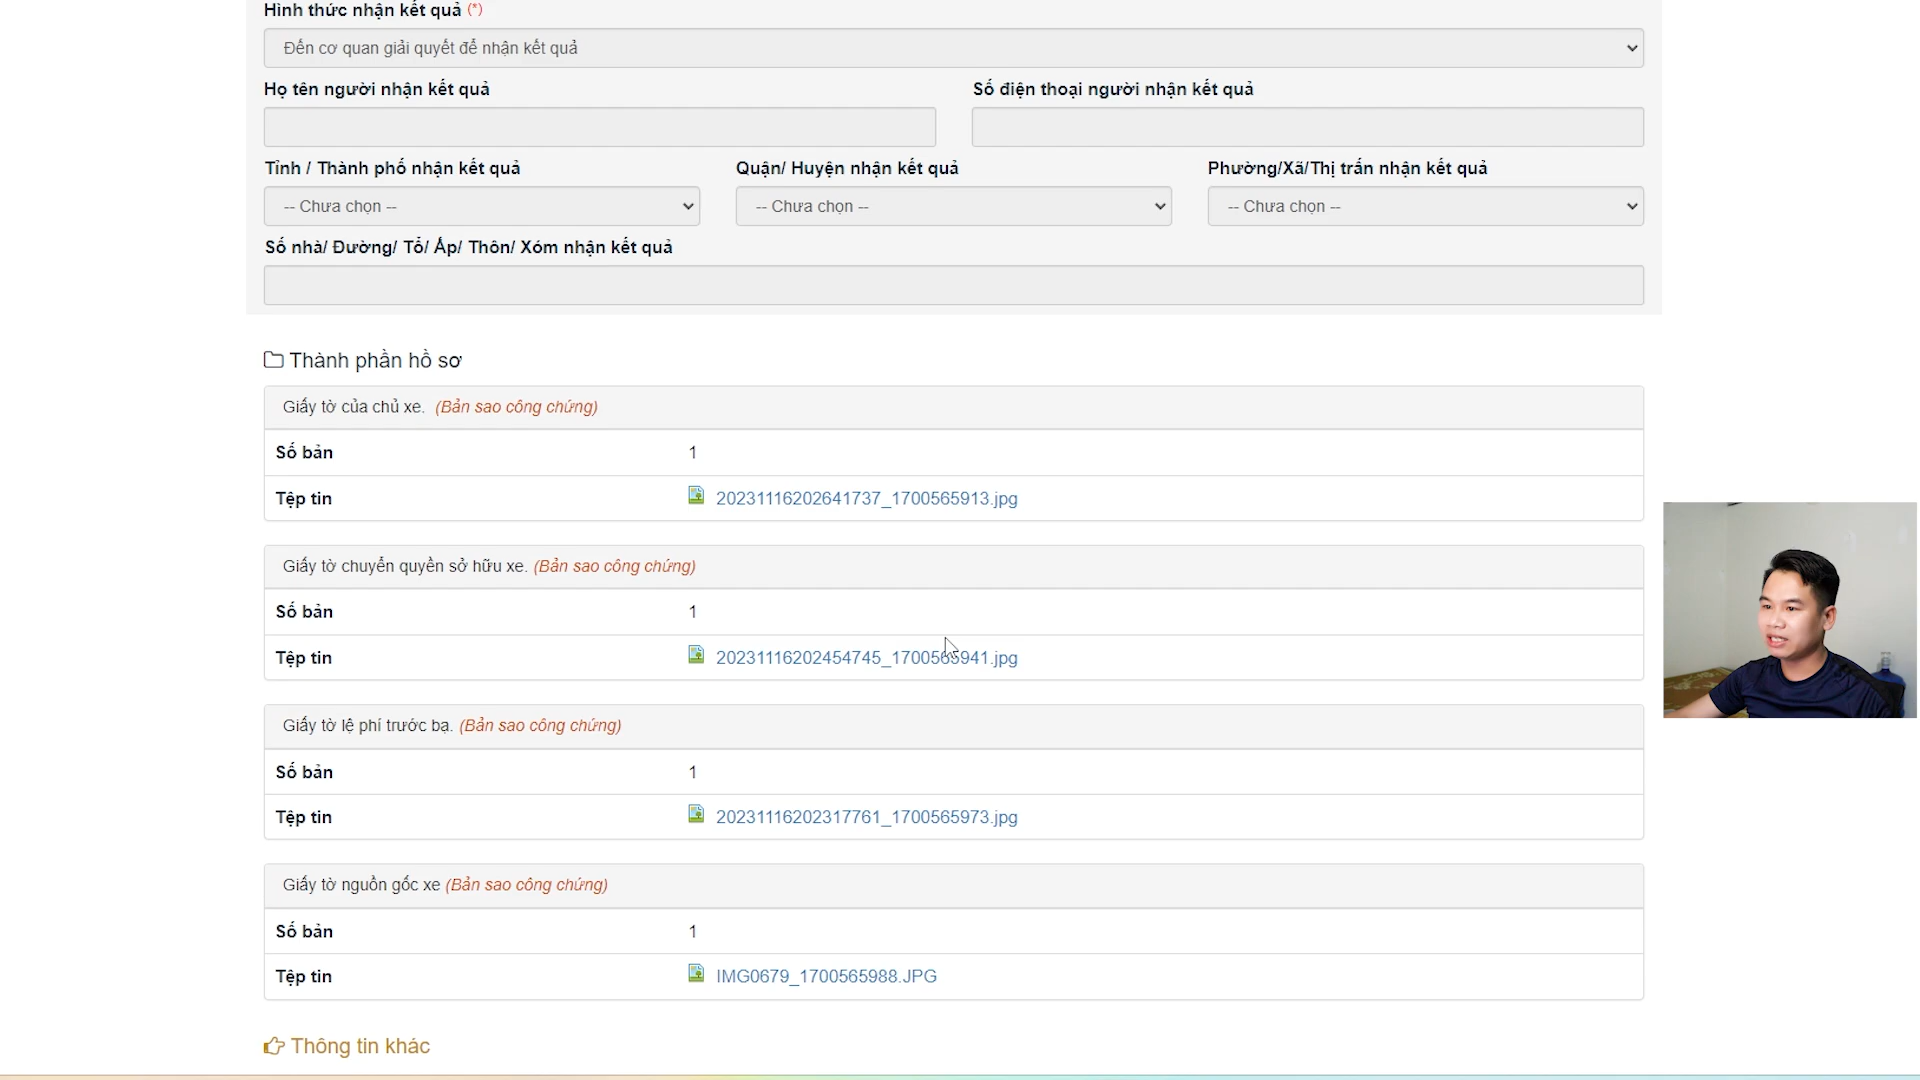 Hình thức nhận kết quả (*)
Đến cơ quan giải quyết để nhận kết quả
Họ tên người nhận kết quả
Số điện thoại người nhận kết quả
Tỉnh / Thành phố nhận kết quả
Quận/ Huyện nhận kết quả
Phường/Xã/Thị trấn nhận kết quả
-- Chưa chọn --
-- Chưa chọn --
-- Chưa chọn --
Số nhà/ Đường/ Tổ/ Ấp/ Thôn/ Xóm nhận kết quả
Thành phần hồ sơ
Giấy tờ của chủ xe. (Bản sao công chứng)
Số bản 1
Tệp tin 20231116202641737_1700565913.jpg
Giấy tờ chuyển quyền sở hữu xe. (Bản sao công chứng)
Số bản 1
Tệp tin 20231116202454745_1700565941.jpg
Giấy tờ lệ phí trước bạ. (Bản sao công chứng)
Số bản 1
Tệp tin 20231116202317761_1700565973.jpg
Giấy tờ nguồn gốc xe (Bản sao công chứng)
Số bản 1
Tệp tin IMG0679_1700565988.JPG
Thông tin khác